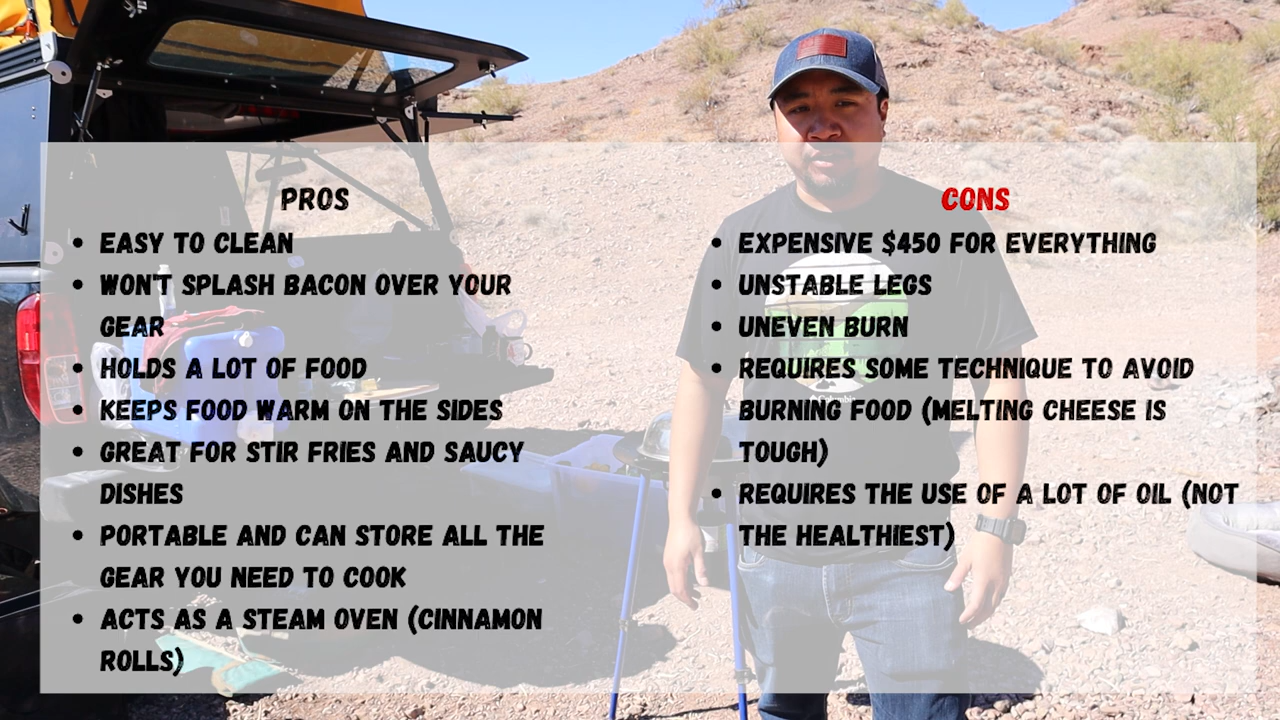 PROS
• EASY TO CLEAN
• WON'T SPLASH BACON OVER YOUR
GEAR
• HOLDS A LOT OF FOOD
• KEEPS FOOD WARM ON THE SIDES
• GREAT FOR STIR FRIES AND SAUCY
DISHES
• PORTABLE AND CAN STORE ALL THE
GEAR YOU NEED TO COOK
• ACTS AS A STEAM OVEN (CINNAMON
ROLLS)
CONS
• EXPENSIVE $450 FOR EVERYTHING
• UNSTABLE LEGS
• UNEVEN BURN
• REQUIRES SOME TECHNIQUE TO AVOID
BURNING FOOD (MELTING CHEESE IS
TOUGH)
• REQUIRES THE USE OF A LOT OF OIL (NOT
THE HEALTHIEST)
Columbia